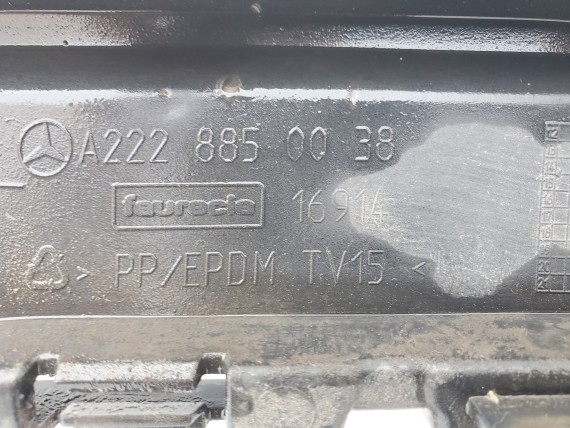 A222 885 00 38
faurecia 16914
> PP/EPDM TV15 <